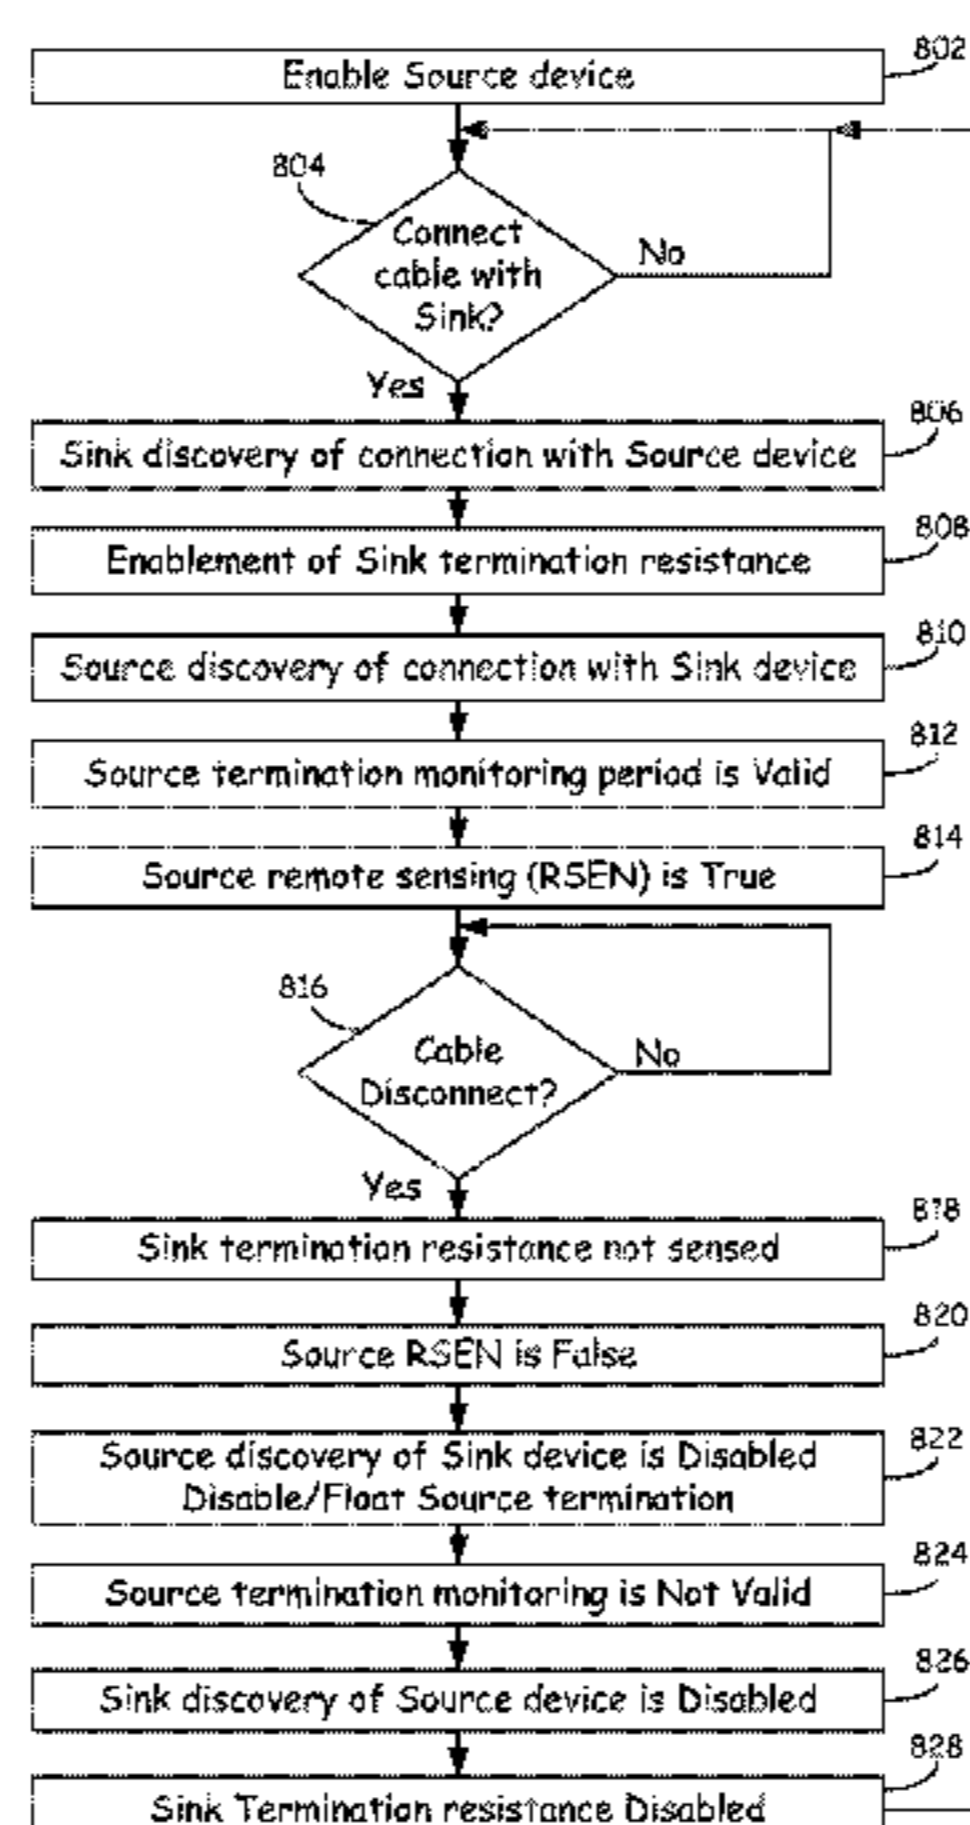 802
Enable Source device
804
Connect
cable with
Sink?
No
Yes
806
Sink discovery of connection with Source device
808
Enablement of Sink termination resistance
810
Source discovery of connection with Sink device
812
Source termination monitoring period is Valid
814
Source remote sensing (RSEN) is True
816
Cable
Disconnect?
No
Yes
818
Sink termination resistance not sensed
820
Source RSEN is False
822
Source discovery of Sink device is Disabled
Disable/Float Source termination
824
Source termination monitoring is Not Valid
826
Sink discovery of Source device is Disabled
828
Sink Termination resistance Disabled